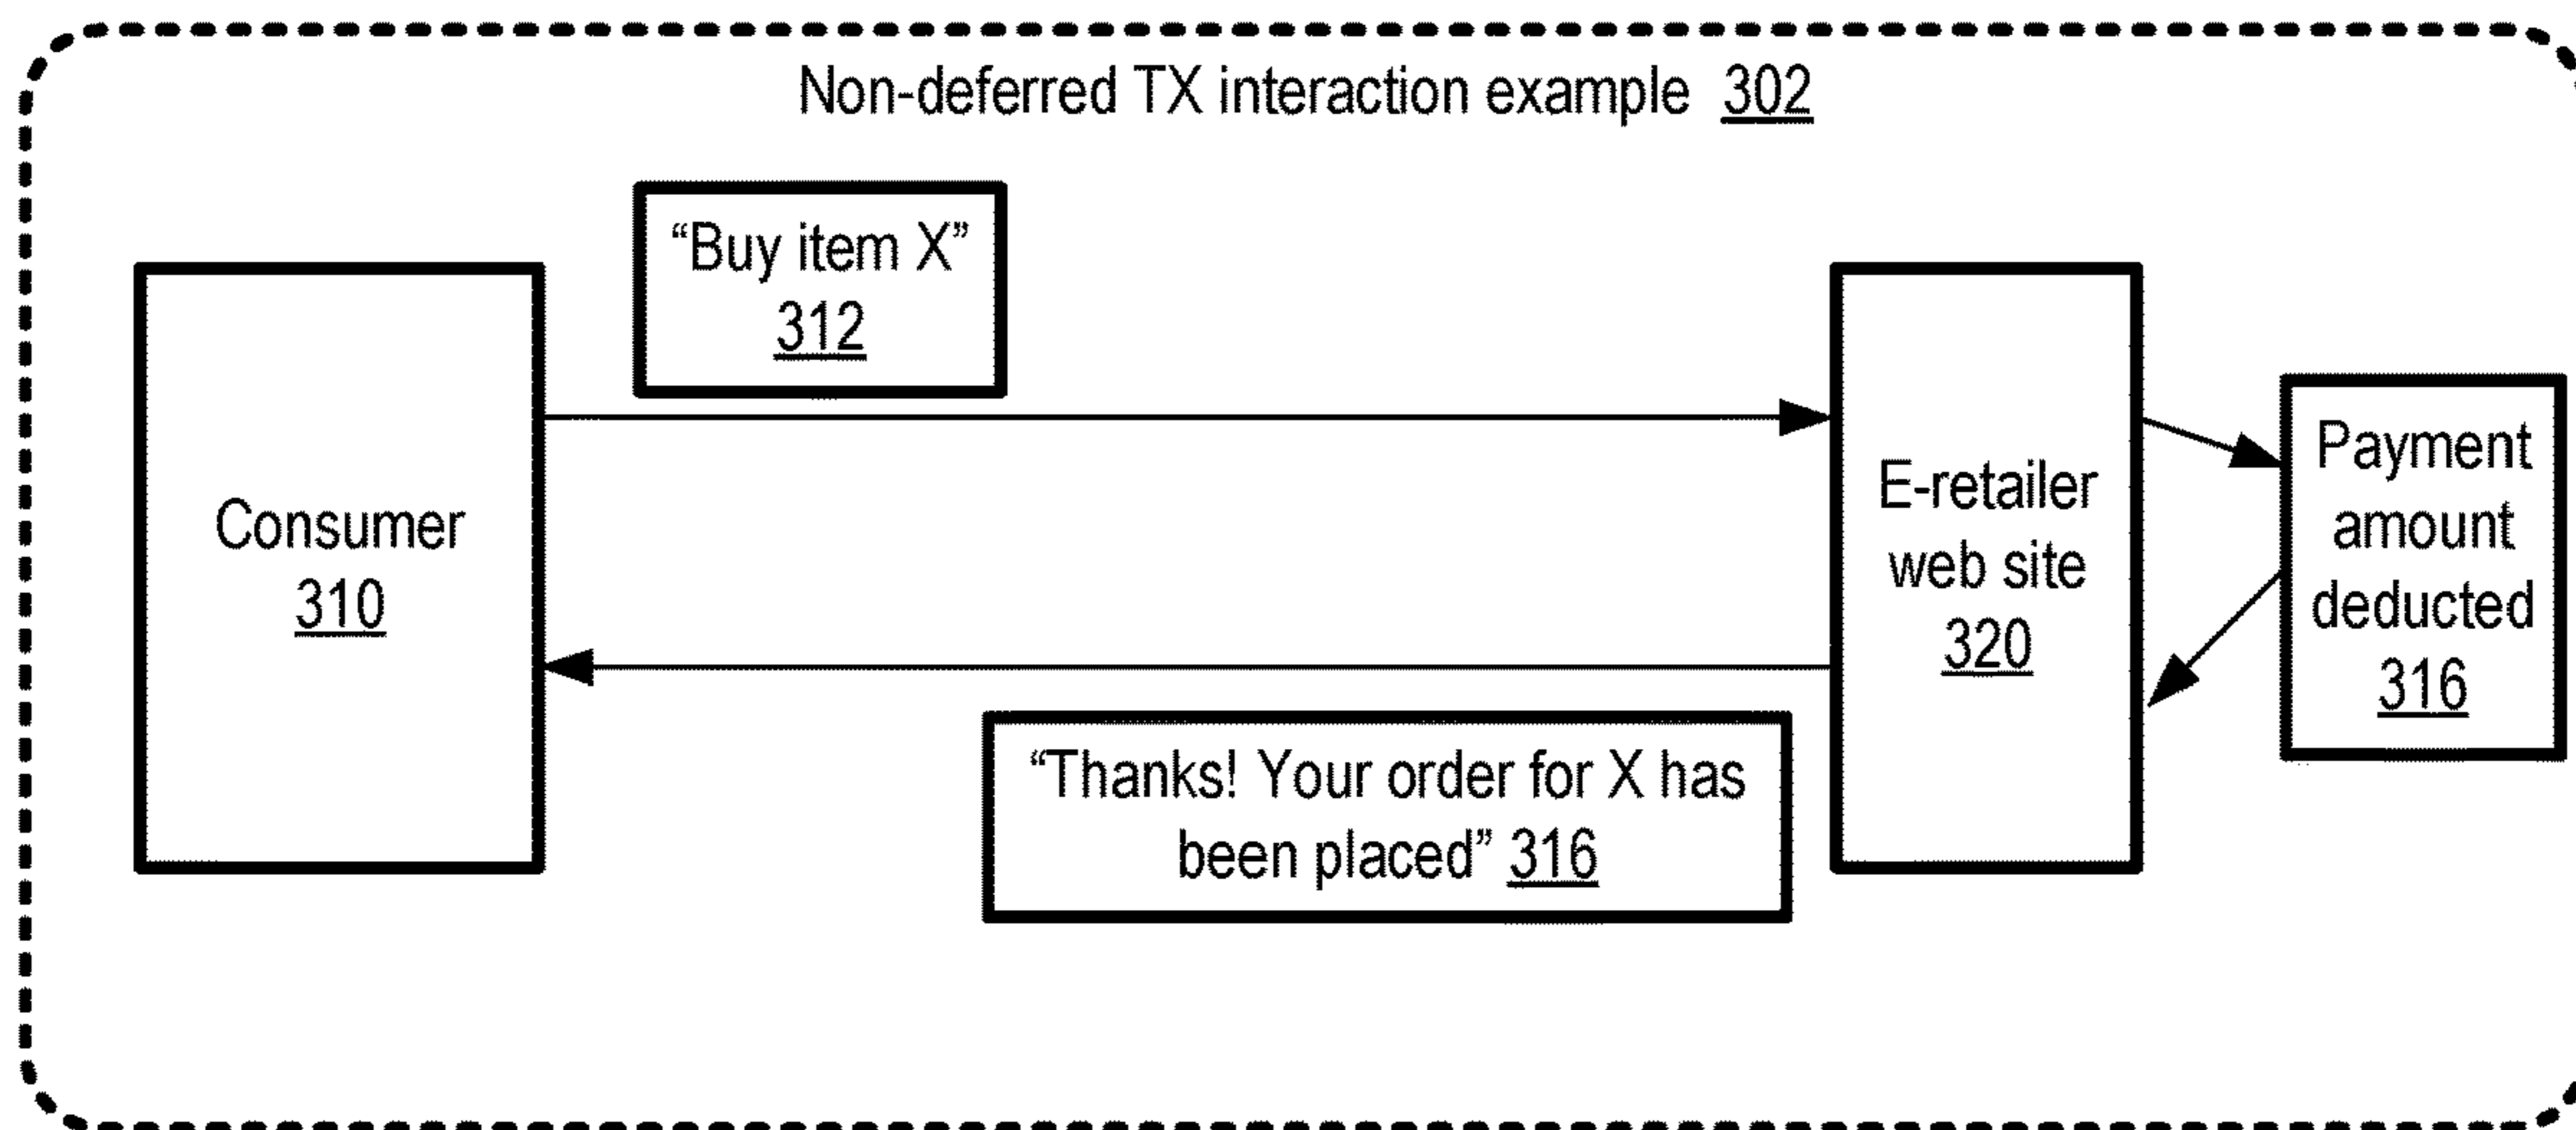 Non-deferred TX interaction example 302
“Buy item X”
312
Consumer
310
E-retailer
web site
320
Payment
amount
deducted
316
“Thanks! Your order for X has
been placed” 316